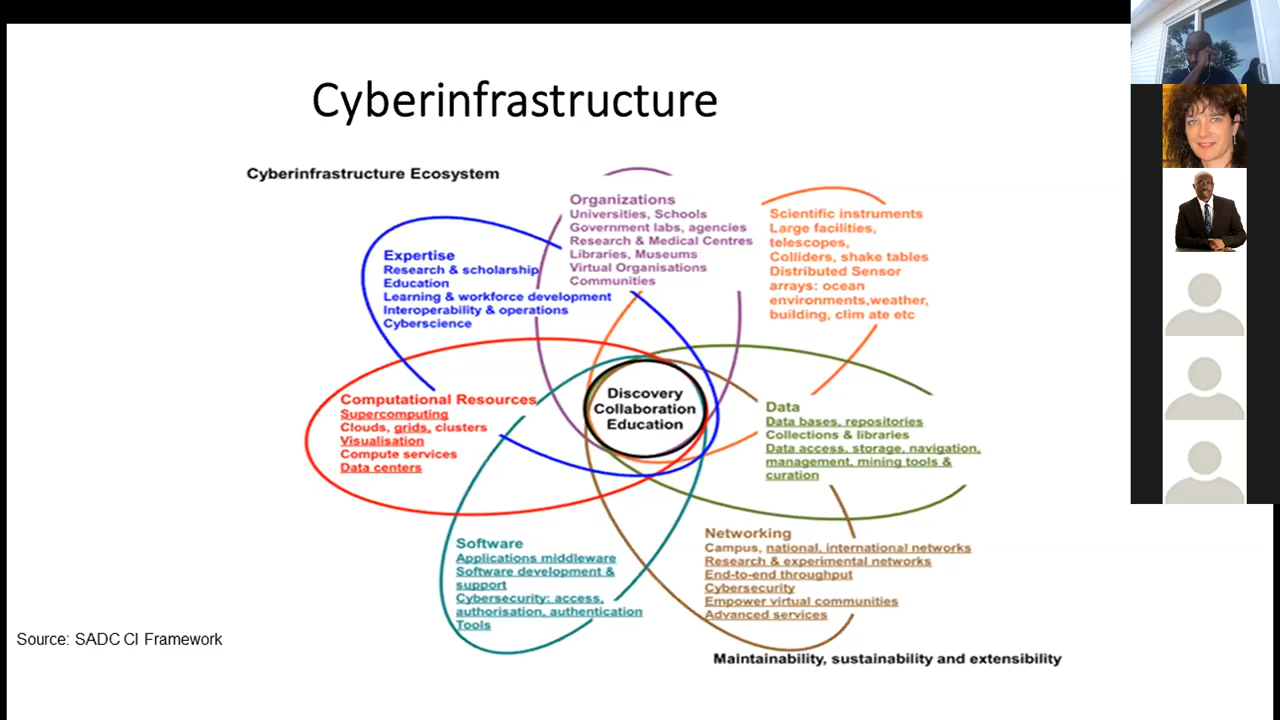 Cyberinfrastructure
Cyberinfrastructure Ecosystem
Organizations
Universities, Schools
Government labs, agencies
Research & Medical Centres
Libraries, Museums
Virtual Organisations
Communities
Scientific instruments
Large facilities,
telescopes,
Colliders, shake tables
Distributed Sensor
arrays: ocean
environments,weather,
building, clim ate etc
Expertise
Research & scholarship
Education
Learning & workforce development
Interoperability & operations
Cyberscience
Discovery
Collaboration
Education
Computational Resources
Supercomputing
Clouds, grids, clusters
Visualisation
Compute services
Data centers
Data
Data bases, repositories
Collections & libraries
Data access, storage, navigation,
management, mining tools &
curation
Software
Applications middleware
Software development &
support
Cybersecurity: access,
authorisation, authentication
Tools
Networking
Campus, national, international networks
Research & experimental networks
End-to-end throughput
Cybersecurity
Empower virtual communities
Advanced services
Source: SADC CI Framework
Maintainability, sustainability and extensibility